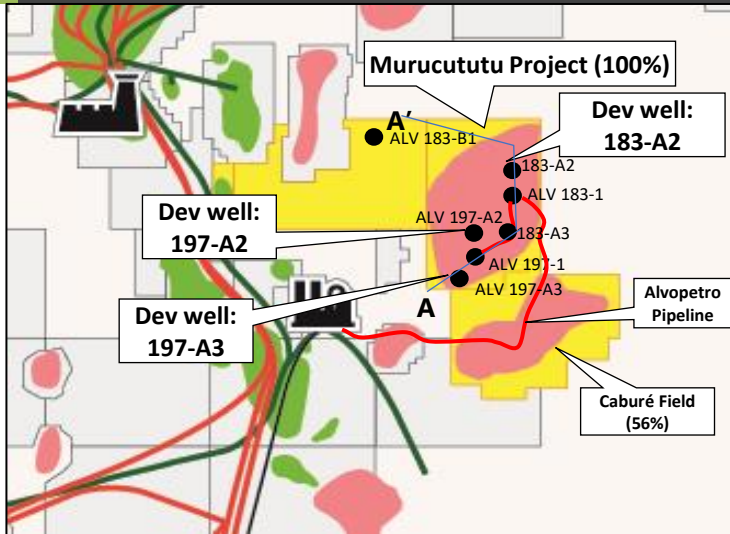 Murucututu Project (100%)
Dev well:
183-A2
A'
ALV 183-B1
183-A2
ALV 183-1
Dev well:
197-A2
ALV 197-A2
183-A3
ALV 197-1
ALV 197-A3
A
Dev well:
197-A3
Alvopetro
Pipeline
Caburé Field
(56%)